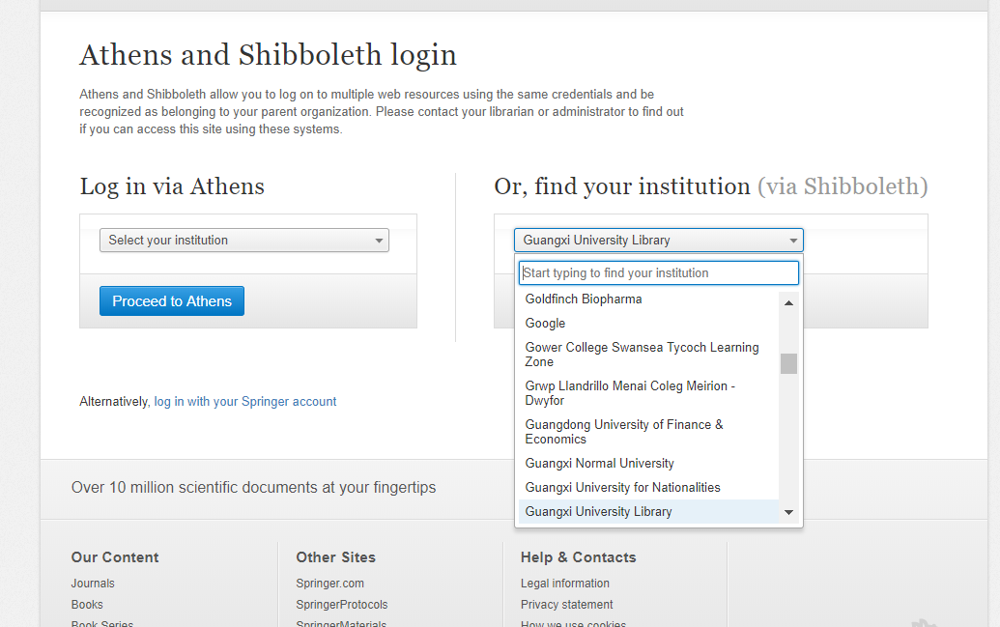 Athens and Shibboleth login
Athens and Shibboleth allow you to log on to multiple web resources using the same credentials and be
recognized as belonging to your parent organization. Please contact your librarian or administrator to find out
if you can access this site using these systems.
Log in via Athens
Select your institution
Proceed to Athens
Alternatively, log in with your Springer account
Or, find your institution (via Shibboleth)
Guangxi University Library
Start typing to find your institution
Goldfinch Biopharma
Google
Gower College Swansea Tycoch Learning
Zone
Grwp Llandrillo Menai Coleg Meirion -
Dwyfor
Guangdong University of Finance &
Economics
Guangxi Normal University
Guangxi University for Nationalities
Guangxi University Library
Over 10 million scientific documents at your fingertips
Our Content
Journals
Books
Book Series
Other Sites
Springer.com
SpringerProtocols
SpringerMaterials
Help & Contacts
Legal information
Privacy statement
How we use cookies